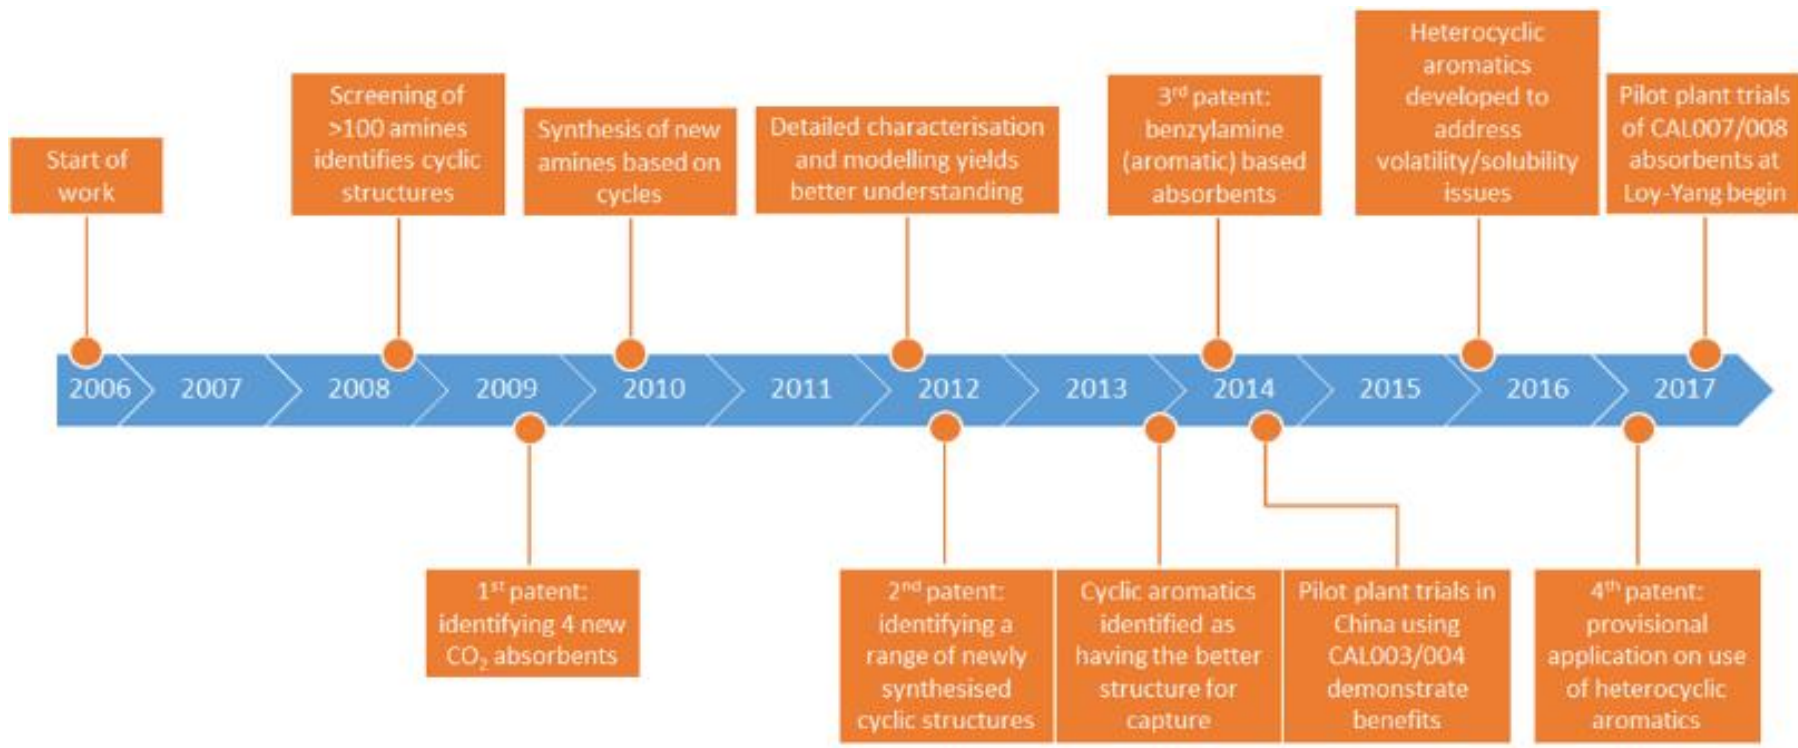 Start of
work
Screening of
>100 amines
identifies cyclic
structures
Synthesis of new
amines based on
cycles
Detailed characterisation
and modelling yields
better understanding
3rd patent:
benzylamine
(aromatic) based
absorbents
Heterocyclic
aromatics
developed to
address
volatility/solubility
issues
Pilot plant trials
of CAL007/008
absorbents at
Loy-Yang begin
2006
2007
2008
2009
2010
2011
2012
2013
2014
2015
2016
2017
1st patent:
identifying 4 new
CO2 absorbents
2nd patent:
identifying a
range of newly
synthesised
cyclic structures
Cyclic aromatics
identified as
having the better
structure for
capture
Pilot plant trials in
China using
CAL003/004
demonstrate
benefits
4th patent:
provisional
application on use
of heterocyclic
aromatics